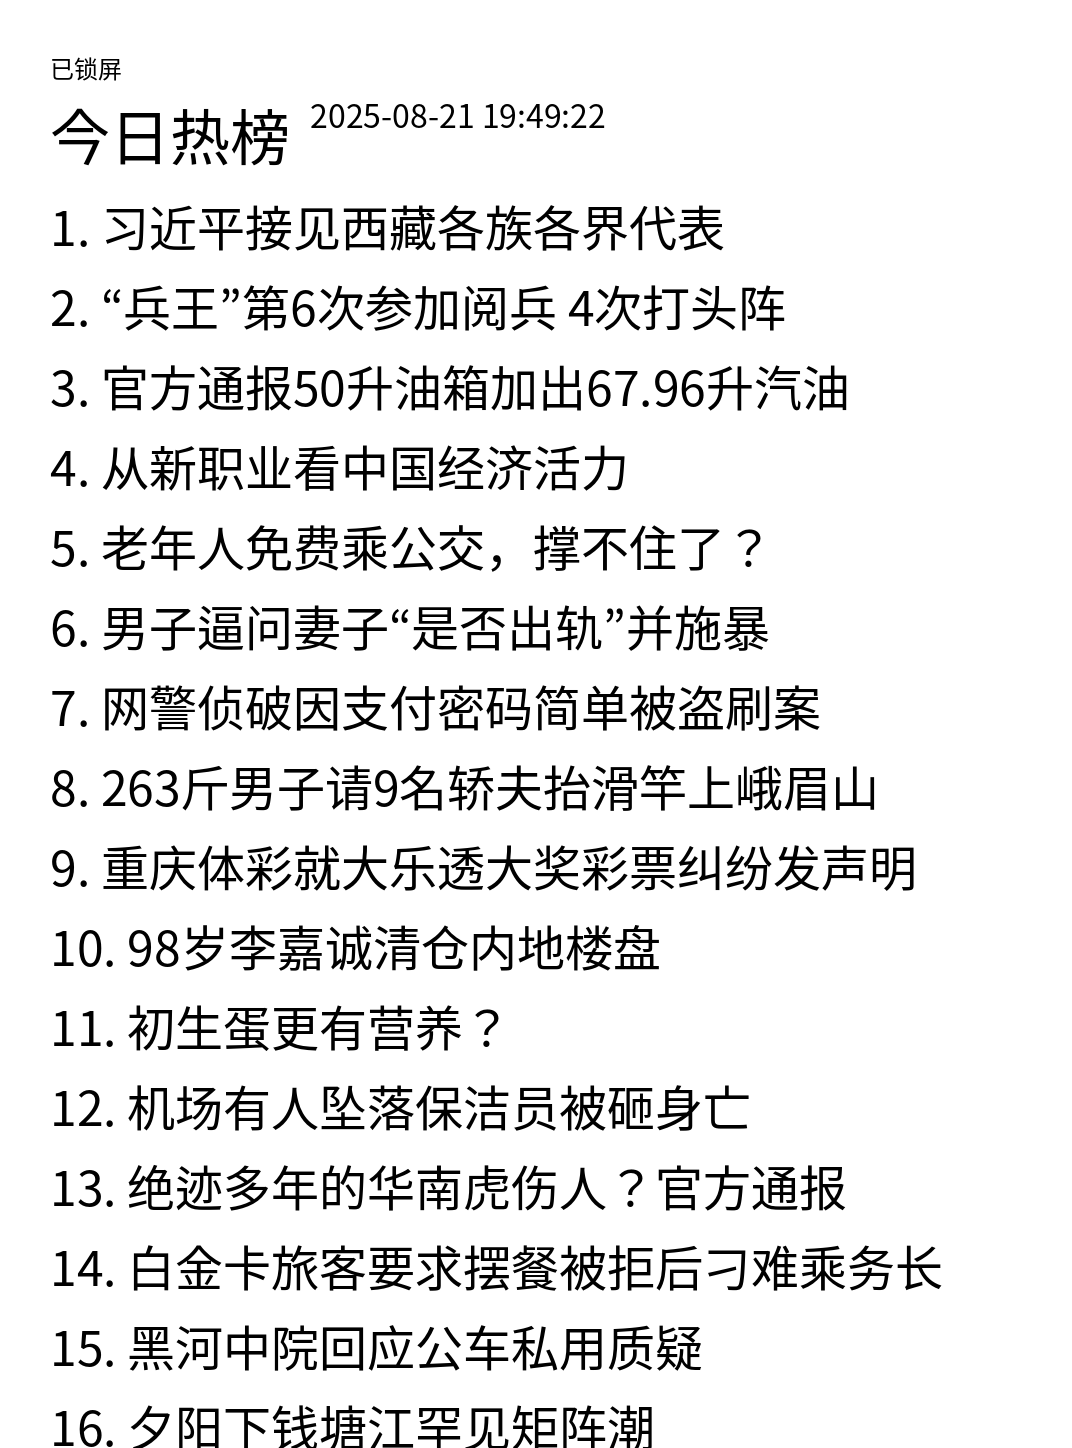 已锁屏
今日热榜 2025-08-21 19:49:22
1. 习近平接见西藏各族各界代表
2. “兵王”第6次参加阅兵 4次打头阵
3. 官方通报50升油箱加出67.96升汽油
4. 从新职业看中国经济活力
5. 老年人免费乘公交，撑不住了？
6. 男子逼问妻子“是否出轨”并施暴
7. 网警侦破因支付密码简单被盗刷案
8. 263斤男子请9名轿夫抬滑竿上峨眉山
9. 重庆体彩就大乐透大奖彩票纠纷发声明
10. 98岁李嘉诚清仓内地楼盘
11. 初生蛋更有营养？
12. 机场有人坠落保洁员被砸身亡
13. 绝迹多年的华南虎伤人？官方通报
14. 白金卡旅客要求摆餐被拒后刁难乘务长
15. 黑河中院回应公车私用质疑
16. 夕阳下钱塘江罕见矩阵潮